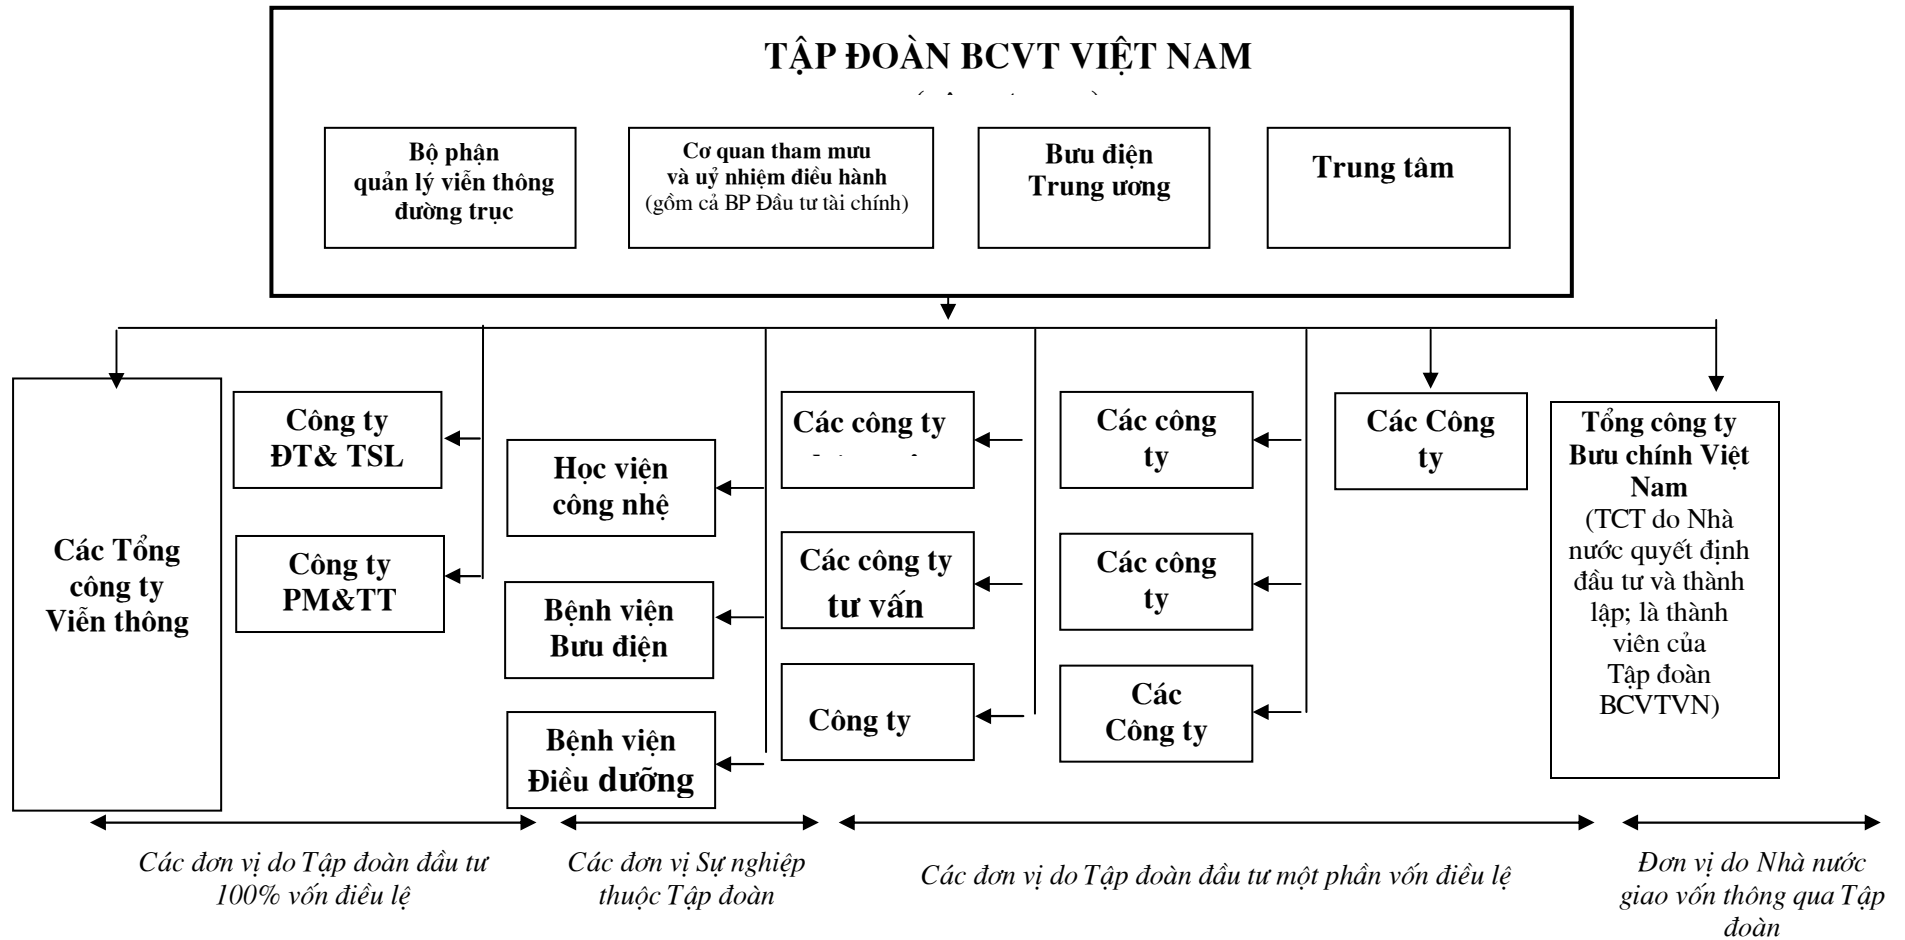 TẬP ĐOÀN BCVT VIỆT NAM
Bộ phận
quản lý viễn thông
đường trục
Cơ quan tham mưu
và uỷ nhiệm điều hành
(gồm cả BP Đầu tư tài chính)
Bưu điện
Trung ương
Trung tâm
Các Tổng
công ty
Viễn thông
Công ty
ĐT& TSL
Công ty
PM&TT
Học viện
công nhệ
Bệnh viện
Bưu điện
Bệnh viện
Điều dưỡng
Các công ty
Các công ty
tư vấn
Công ty
Các công
ty
Các công
ty
Các
Công ty
Các Công
ty
Tổng công ty
Bưu chính Việt
Nam
(TCT do Nhà
nước quyết định
đầu tư và thành
lập; là thành
viên của
Tập đoàn
BCVTVN)
Các đơn vị do Tập đoàn đầu tư
100% vốn điều lệ
Các đơn vị Sự nghiệp
thuộc Tập đoàn
Các đơn vị do Tập đoàn đầu tư một phần vốn điều lệ
Đơn vị do Nhà nước
giao vốn thông qua Tập
đoàn